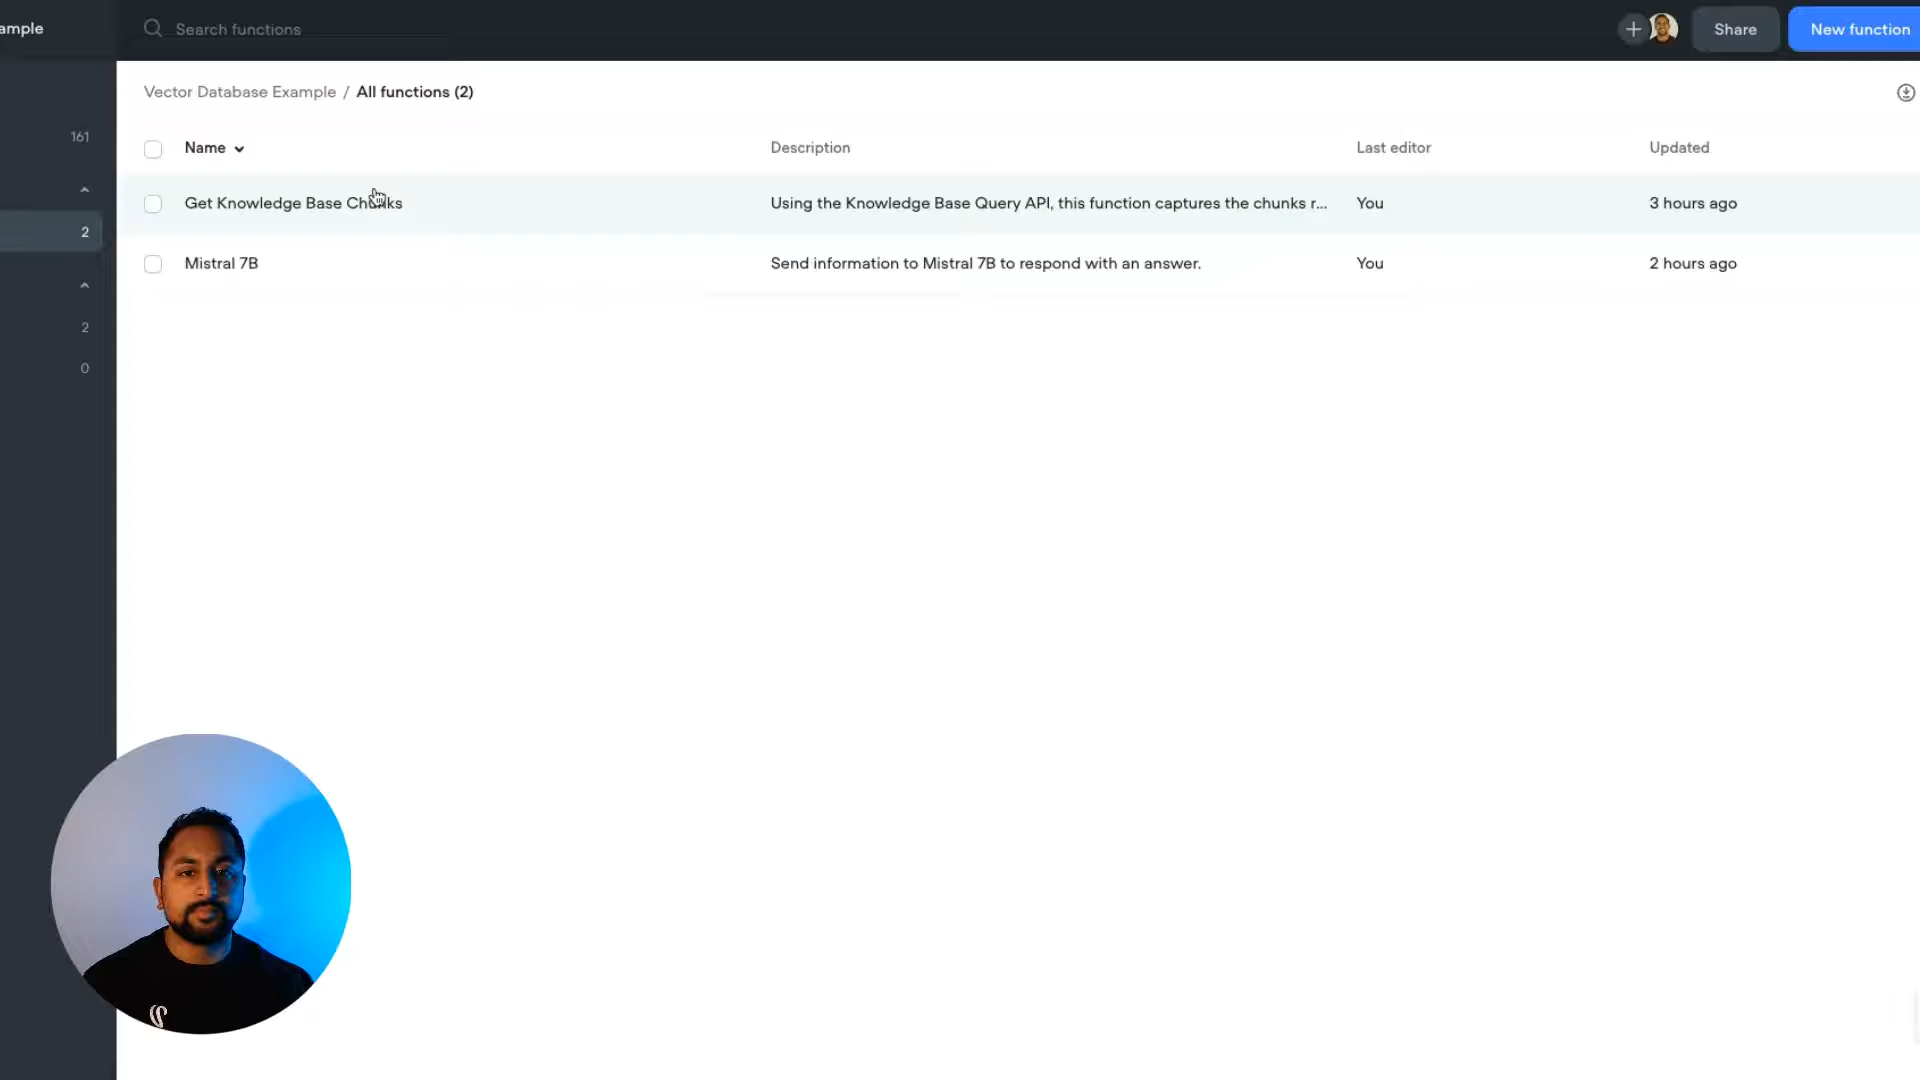 ample
Search functions
Share
New function
Vector Database Example / All functions (2)
161
Name
Description
Last editor
Updated
Get Knowledge Base Chunks
Using the Knowledge Base Query API, this function captures the chunks r...
You
3 hours ago
2
Mistral 7B
Send information to Mistral 7B to respond with an answer.
You
2 hours ago
2
0